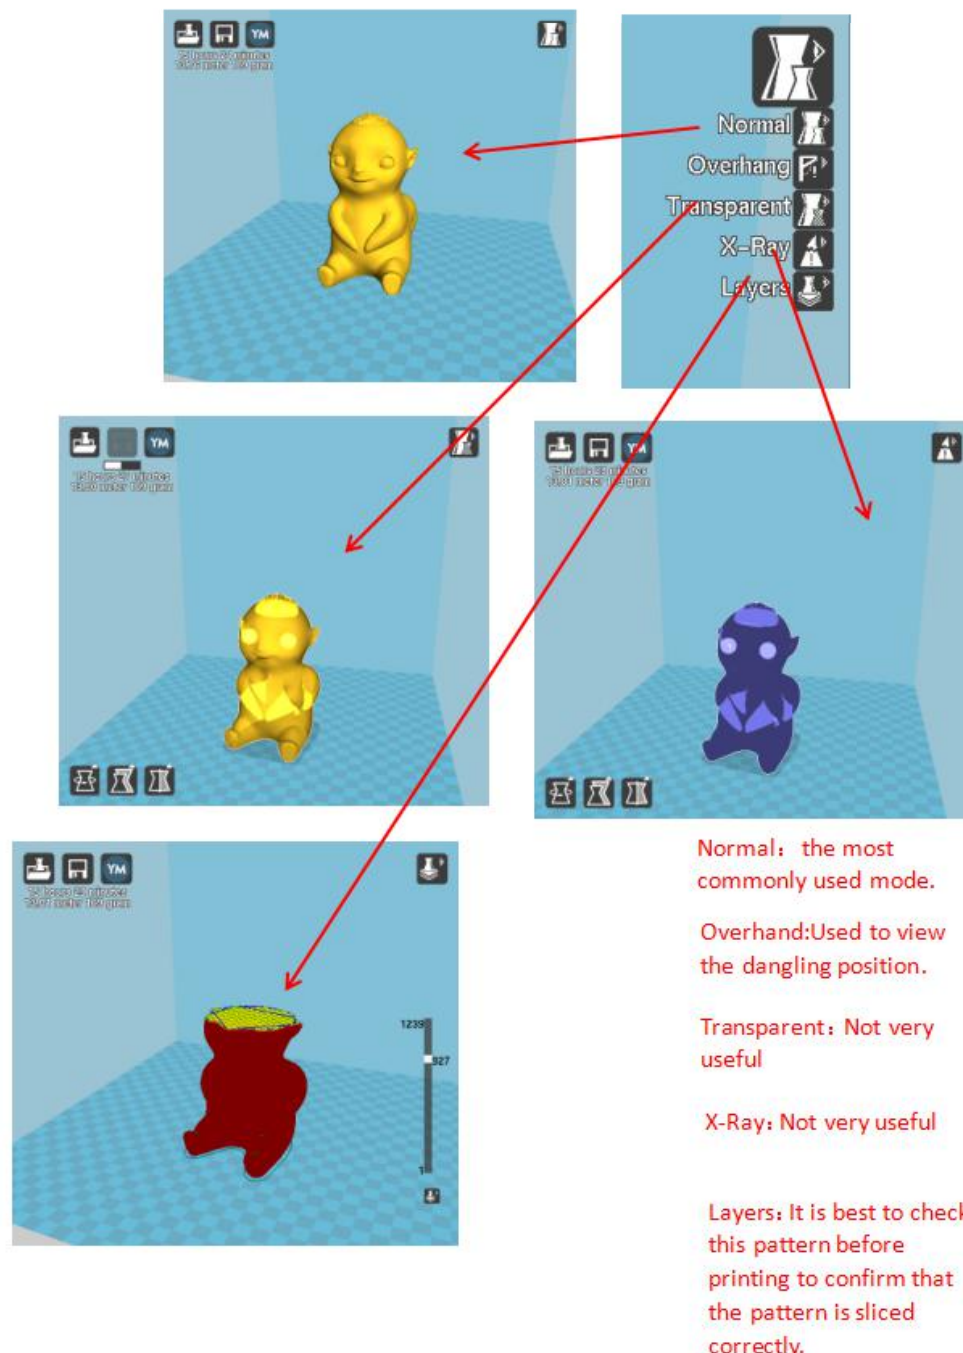 YM
Normal
Overhang
Transparent
X-Ray
Layers
YM
YM
YM
1239
927
1
Normal：the most
commonly used mode.
Overhand:Used to view
the dangling position.
Transparent：Not very
useful
X-Ray：Not very useful
Layers：It is best to check
this pattern before
printing to confirm that
the pattern is sliced
correctly.